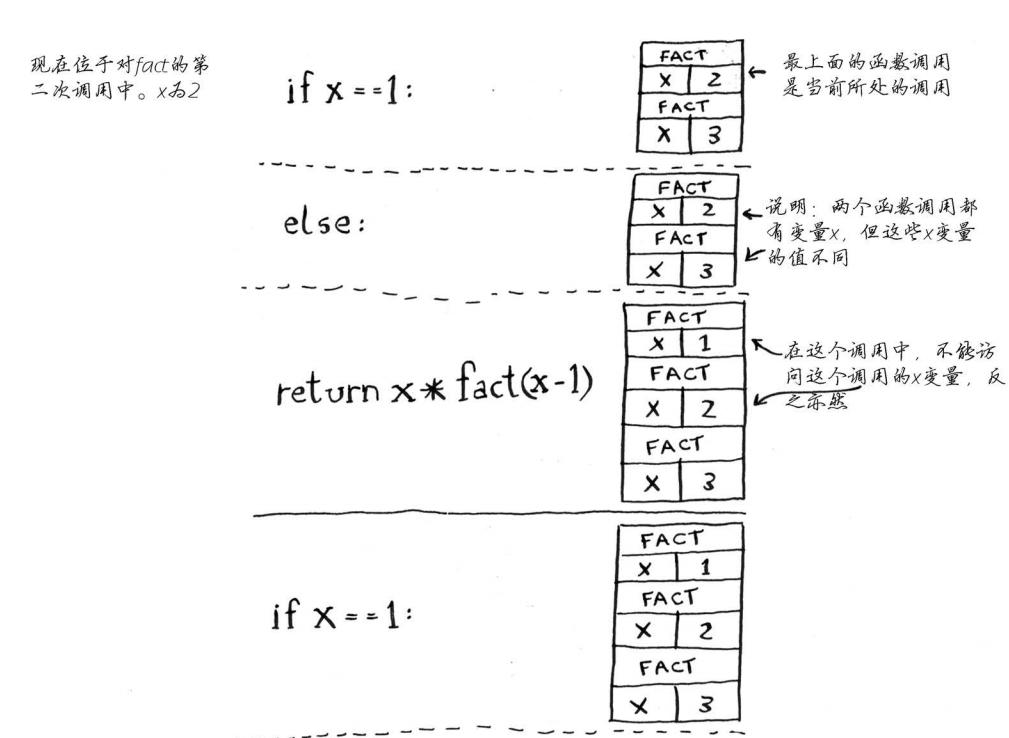 现在位于对fact的第
二次调用中。x为2
if x==1:
FACT
X 2
FACT
X 3
最上面的函数调用
是当前所处的调用
else:
FACT
X 2
FACT
X 3
说明：两个函数调用都
有变量x，但这些x变量
的值不同
return x* fact(x-1)
FACT
X 1
FACT
X 2
FACT
X 3
在这个调用中，不能访
问这个调用的x变量，反
之亦然
if x==1:
FACT
X 1
FACT
X 2
FACT
X 3